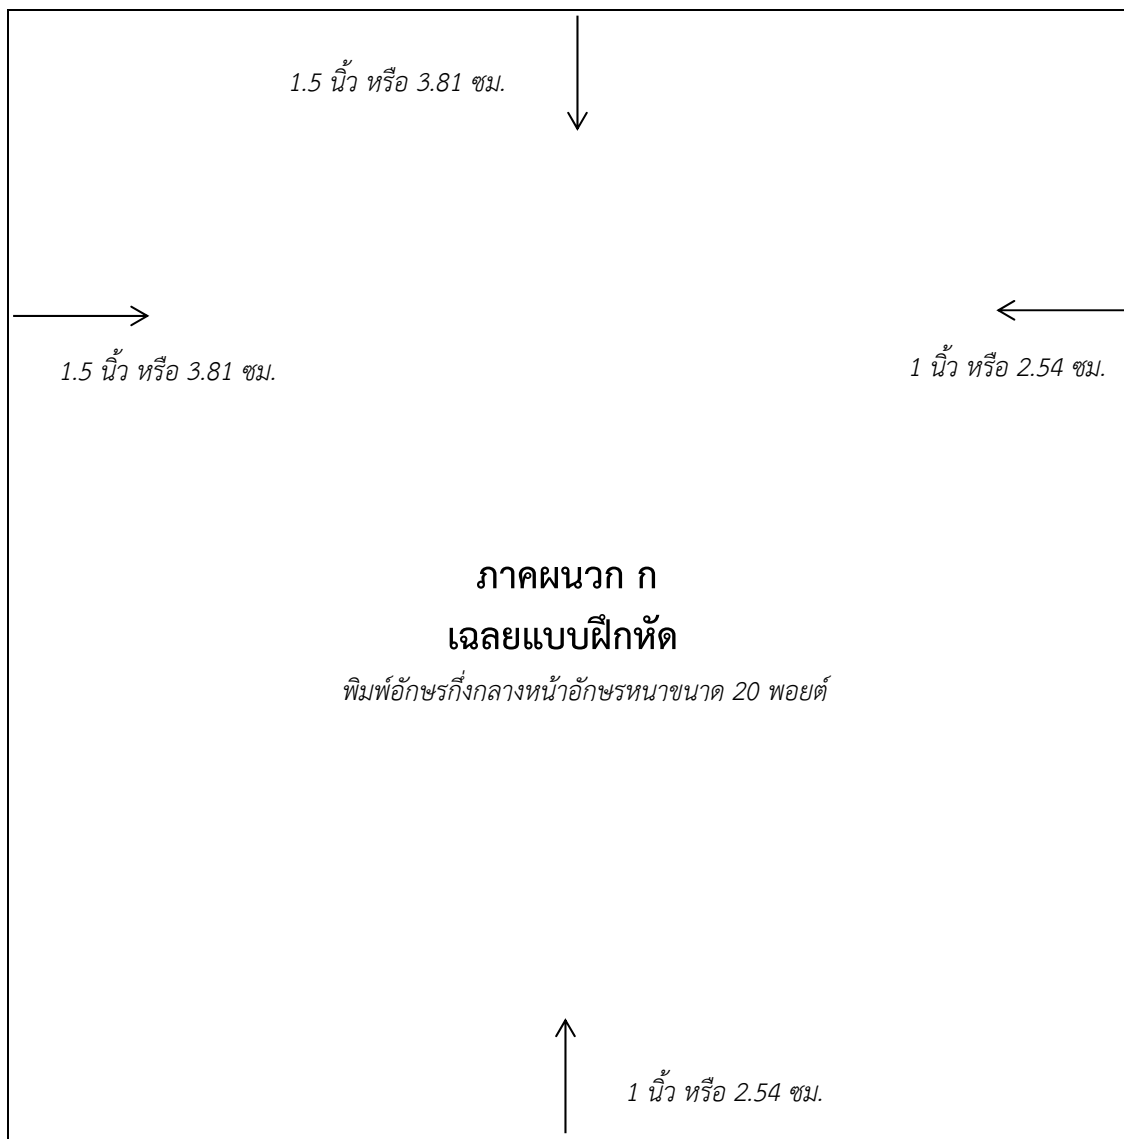 1.5 นิ้ว หรือ 3.81 ซม.
1.5 นิ้ว หรือ 3.81 ซม.
1 นิ้ว หรือ 2.54 ซม.
ภาคผนวก ก
เฉลยแบบฝึกหัด
พิมพ์อักษรกึ่งกลางหน้าอักษรหนาขนาด 20 พอยต์
1 นิ้ว หรือ 2.54 ซม.